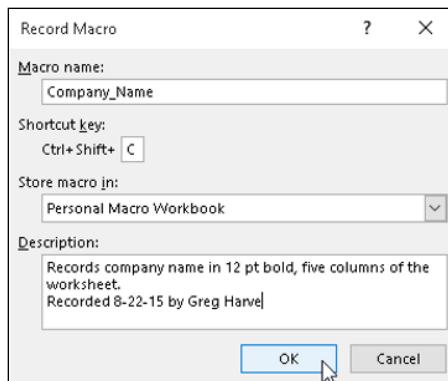 Record Macro ? ×
Macro name:
Company_Name
Shortcut key:
Ctrl+Shift+ C
Store macro in:
Personal Macro Workbook
Description:
Records company name in 12 pt bold, five columns of the
worksheet.
Recorded 8-22-15 by Greg Harve
OK Cancel